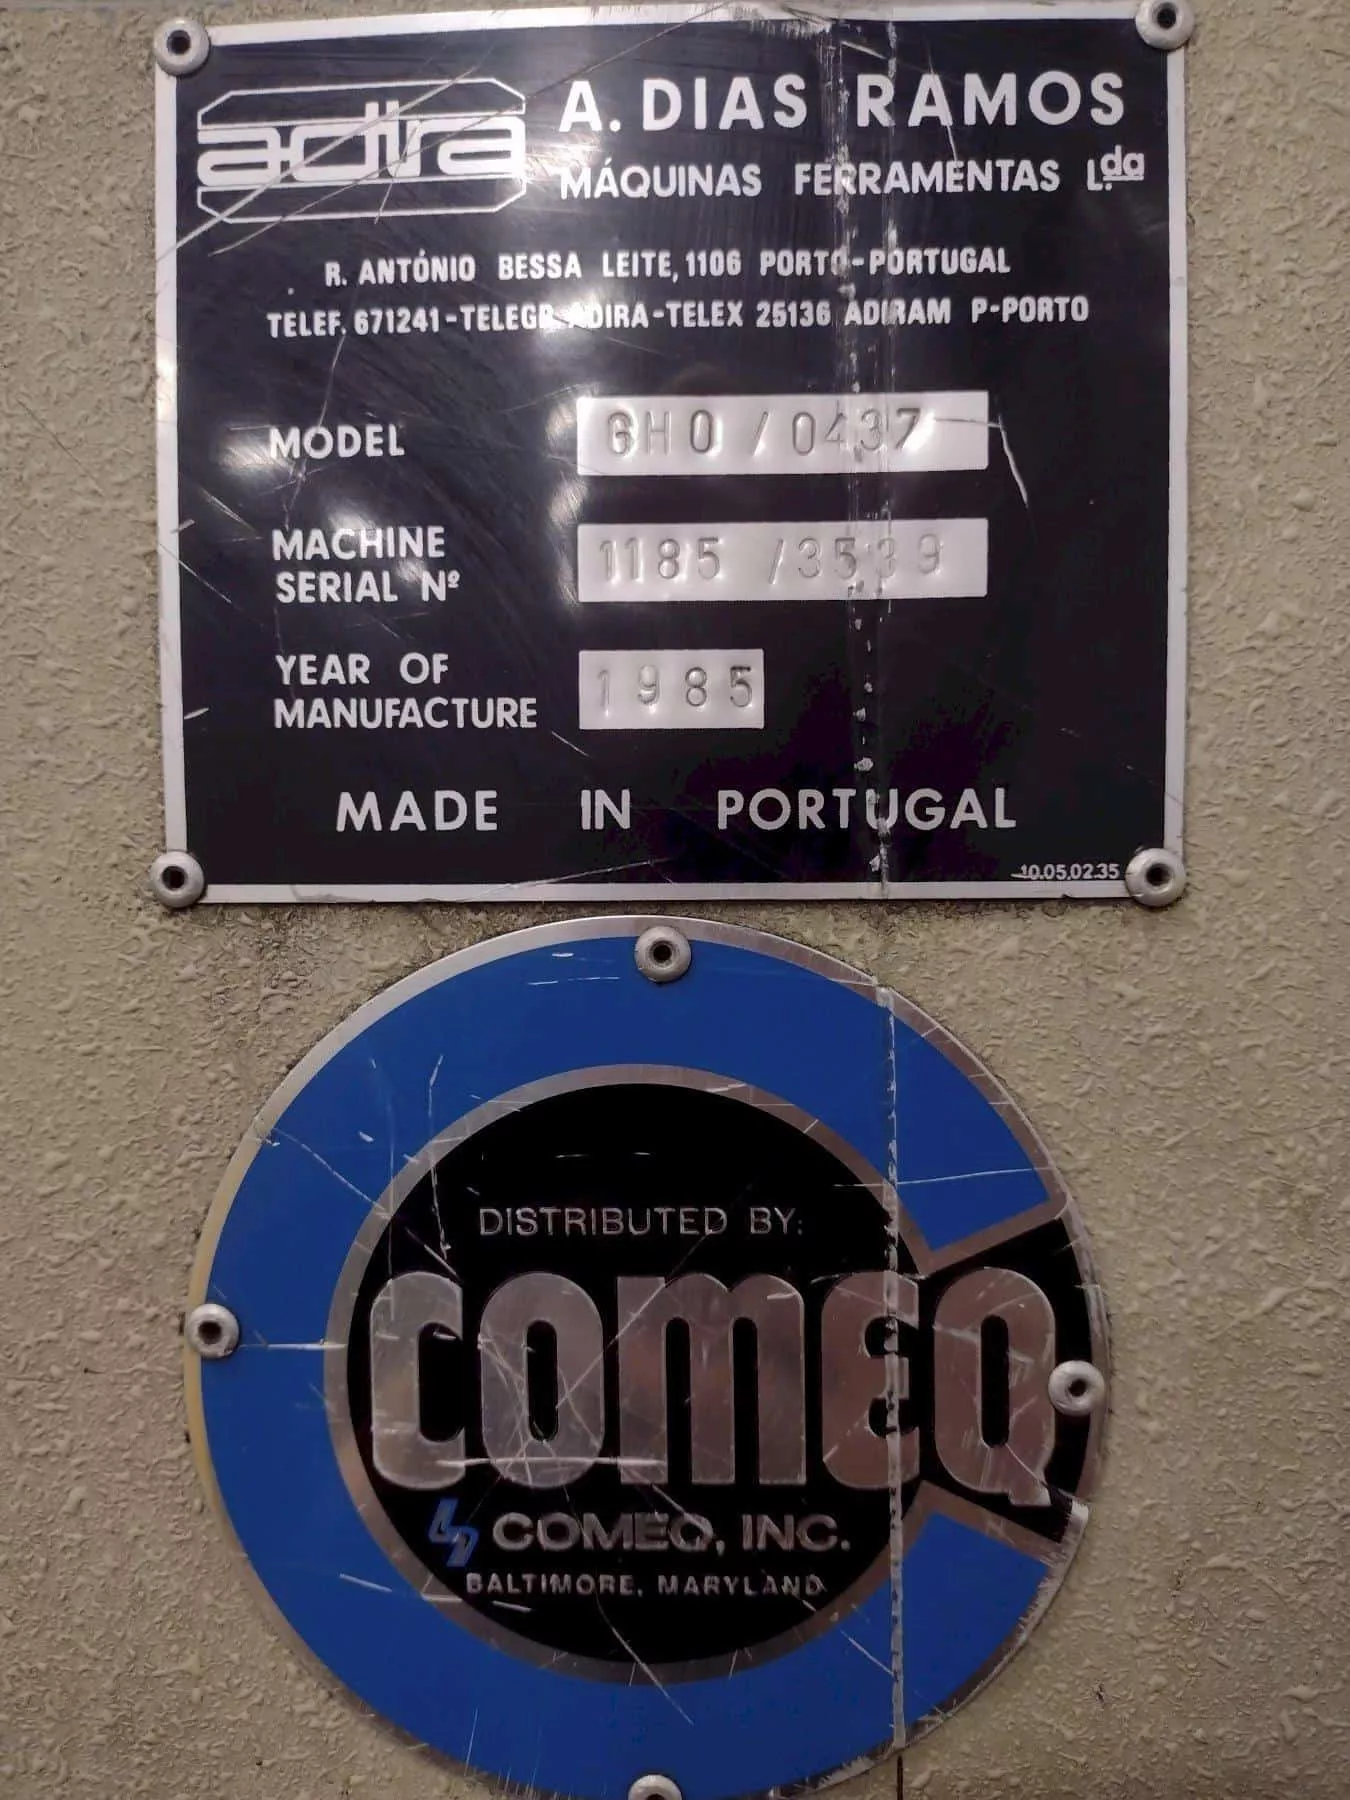 adira
A. DIAS RAMOS
MÁQUINAS FERRAMENTAS L.da
R. ANTÓNIO BESSA LEITE, 1106 PORTO-PORTUGAL
TELEF. 671241-TELEGR ADIRA-TELEX 25136 ADIRAM P-PORTO
MODEL GHO/0437
MACHINE
SERIAL Nº 1185/3539
YEAR OF
MANUFACTURE 1985
MADE IN PORTUGAL
10.05.02.35
DISTRIBUTED BY:
COMEQ
COMEQ, INC.
BALTIMORE, MARYLAND